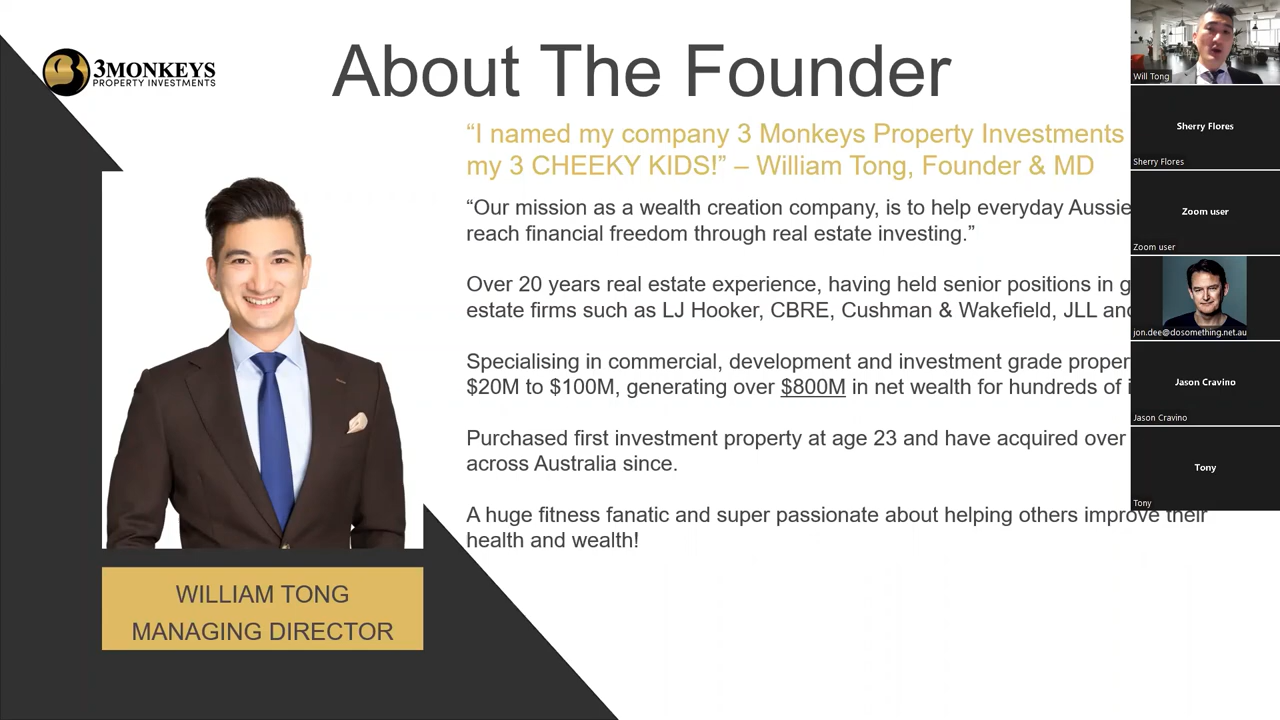 3MONKEYS
PROPERTY INVESTMENTS
About The Founder
“I named my company 3 Monkeys Property Investments
my 3 CHEEKY KIDS!” – William Tong, Founder & MD
“Our mission as a wealth creation company, is to help everyday Aussie
reach financial freedom through real estate investing.”
Over 20 years real estate experience, having held senior positions in g
estate firms such as LJ Hooker, CBRE, Cushman & Wakefield, JLL and
Specialising in commercial, development and investment grade proper
$20M to $100M, generating over $800M in net wealth for hundreds of i
Purchased first investment property at age 23 and have acquired over
across Australia since.
A huge fitness fanatic and super passionate about helping others improve their
health and wealth!
WILLIAM TONG
MANAGING DIRECTOR
Will Tong
Sherry Flores
Sherry Flores
Zoom user
Zoom user
jon.dee@dosomething.net.au
Jason Cravino
Jason Cravino
Tony
Tony